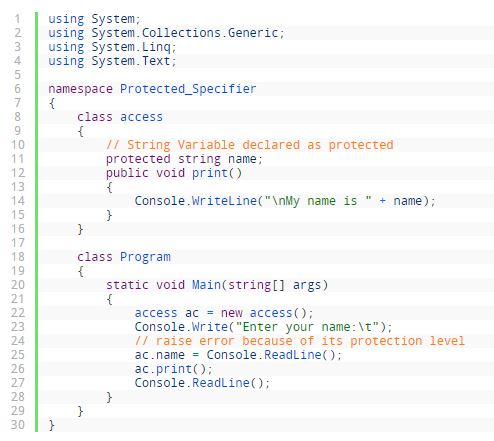 1 using System;
2 using System.Collections.Generic;
3 using System.Linq;
4 using System.Text;
5
6 namespace Protected_Specifier
7 {
8     class access
9     {
10         // String Variable declared as protected
11         protected string name;
12         public void print()
13         {
14             Console.WriteLine("\nMy name is " + name);
15         }
16     }
17
18     class Program
19     {
20         static void Main(string[] args)
21         {
22             access ac = new access();
23             Console.Write("Enter your name:\t");
24             // raise error because of its protection level
25             ac.name = Console.ReadLine();
26             ac.print();
27             Console.ReadLine();
28         }
29     }
30 }